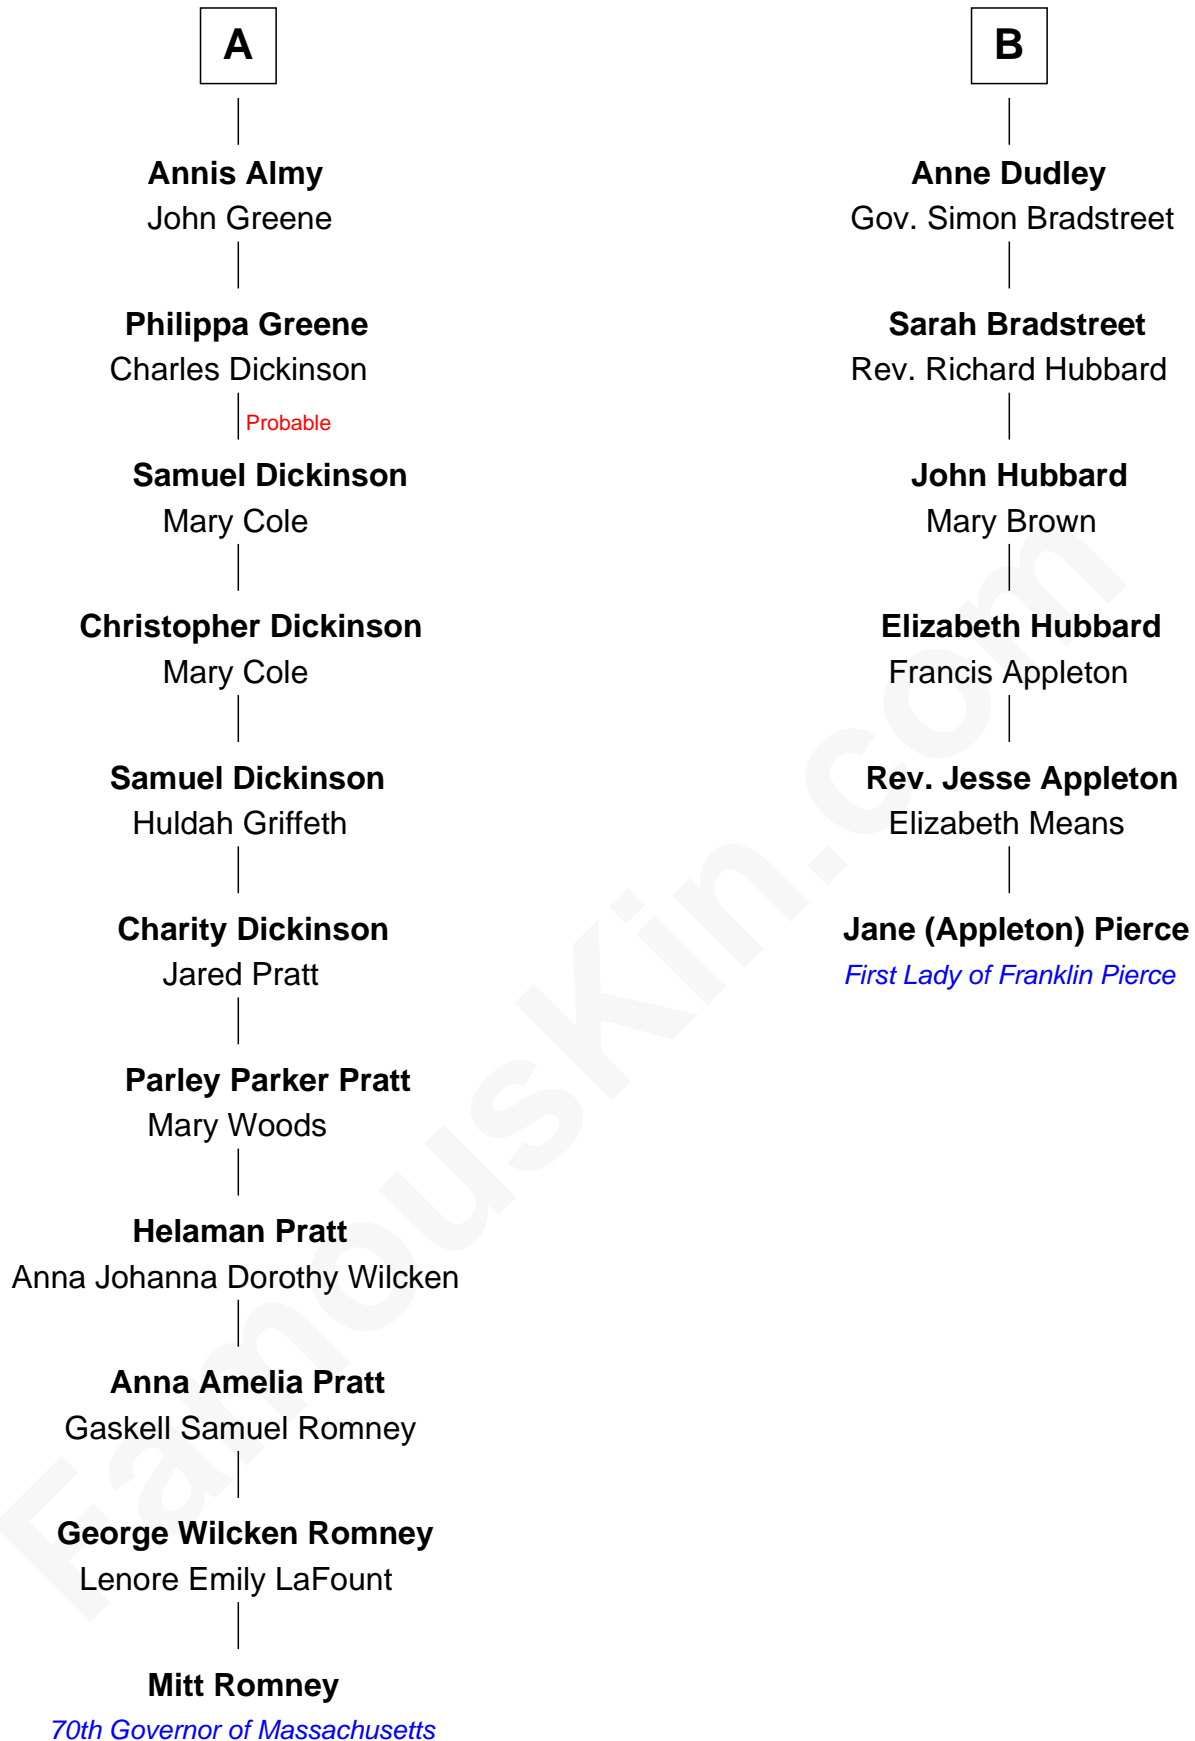 A
Annis Almy
John Greene
Philippa Greene
Charles Dickinson
Probable
Samuel Dickinson
Mary Cole
Christopher Dickinson
Mary Cole
Samuel Dickinson
Huldah Griffeth
Charity Dickinson
Jared Pratt
Parley Parker Pratt
Mary Woods
Helaman Pratt
Anna Johanna Dorothy Wilcken
Anna Amelia Pratt
Gaskell Samuel Romney
George Wilcken Romney
Lenore Emily LaFount
Mitt Romney
70th Governor of Massachusetts
B
Anne Dudley
Gov. Simon Bradstreet
Sarah Bradstreet
Rev. Richard Hubbard
John Hubbard
Mary Brown
Elizabeth Hubbard
Francis Appleton
Rev. Jesse Appleton
Elizabeth Means
Jane (Appleton) Pierce
First Lady of Franklin Pierce
FamousKin.com